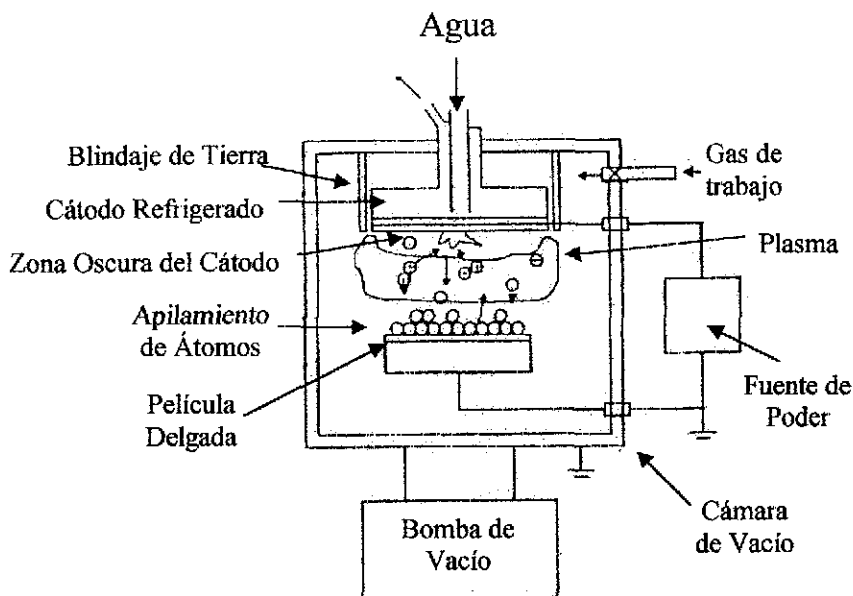 Agua
Blindaje de Tierra
Cátodo Refrigerado
Zona Oscura del Cátodo
Apilamiento
de Átomos
Película
Delgada
Gas de
trabajo
Plasma
Fuente de
Poder
Cámara
de Vacío
Bomba de
Vacío